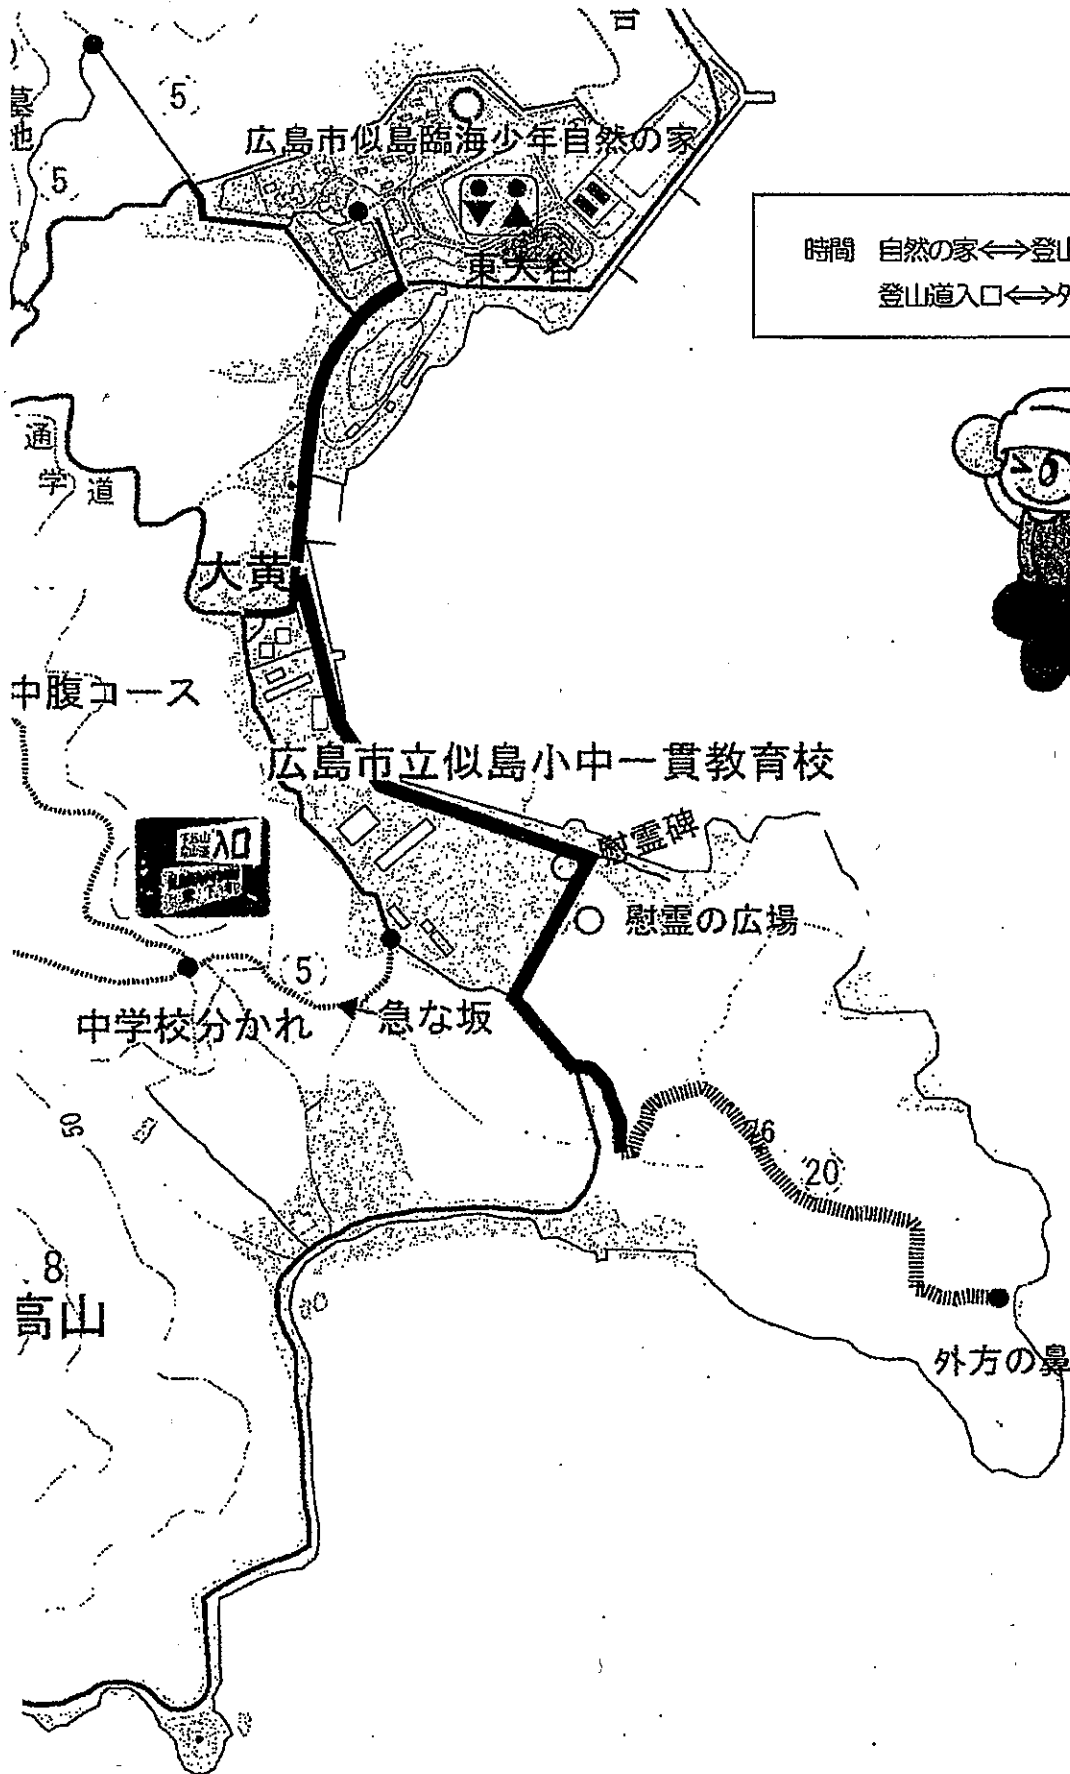 墓地
5
5
広島市似島臨海少年自然の家
東大谷
時間 自然の家⇔登山
登山道入口⇔
通学道
大黄
中腹コース
広島市立似島小中一貫教育校
慰霊碑
慰霊の広場
入口
5
中学校分かれ
急な坂
50
20
8
高山
外方の鼻